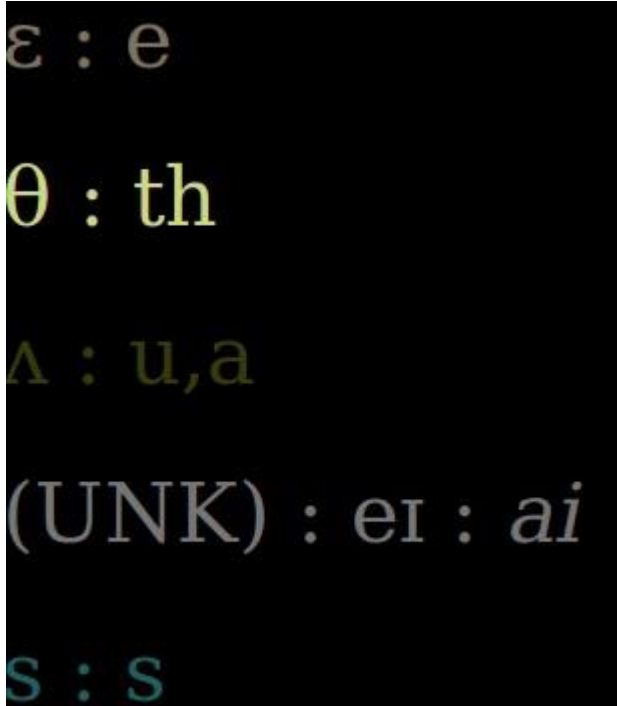 ɛ : e
θ : th
ʌ : u,a
(UNK) : eɪ : ai
s : s